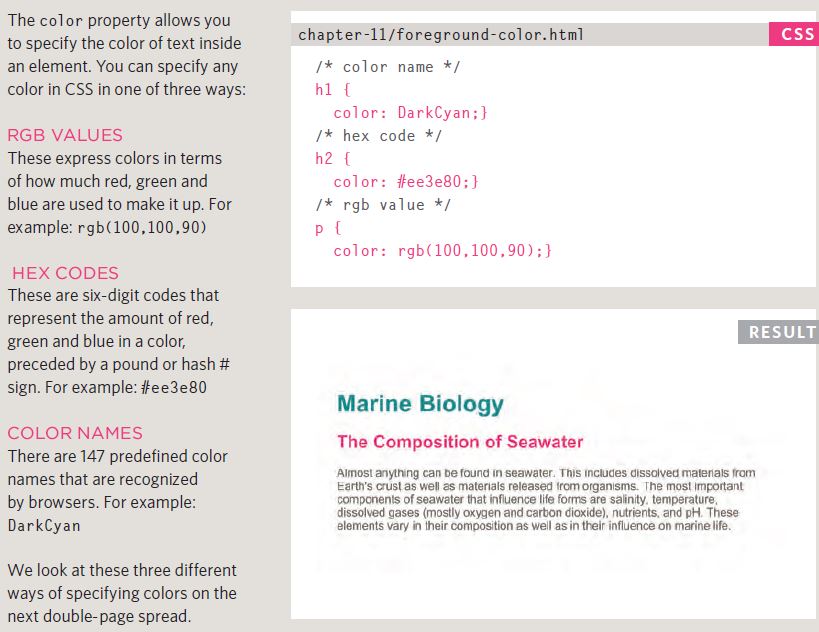 The color property allows you
to specify the color of text inside
an element. You can specify any
color in CSS in one of three ways:
RGB VALUES
These express colors in terms
of how much red, green and
blue are used to make it up. For
example: rgb(100,100,90)
HEX CODES
These are six-digit codes that
represent the amount of red,
green and blue in a color,
preceded by a pound or hash #
sign. For example: #ee3e80
COLOR NAMES
There are 147 predefined color
names that are recognized
by browsers. For example:
DarkCyan
We look at these three different
ways of specifying colors on the
next double-page spread.
chapter-11/foreground-color.html
CSS
/* color name */
h1 {
color: DarkCyan;}
/* hex code */
h2 {
color: #ee3e80;}
/* rgb value */
p {
color: rgb(100,100,90);}
RESULT
Marine Biology
The Composition of Seawater
Almost anything can be found in seawater. This includes dissolved materials from
Earth's crust as well as materials released from organisms. The most important
components of seawater that influence life forms are salinity, temperature,
dissolved gases (mostly oxygen and carbon dioxide), nutrients, and pH. These
elements vary in their composition as well as in their influence on marine life.